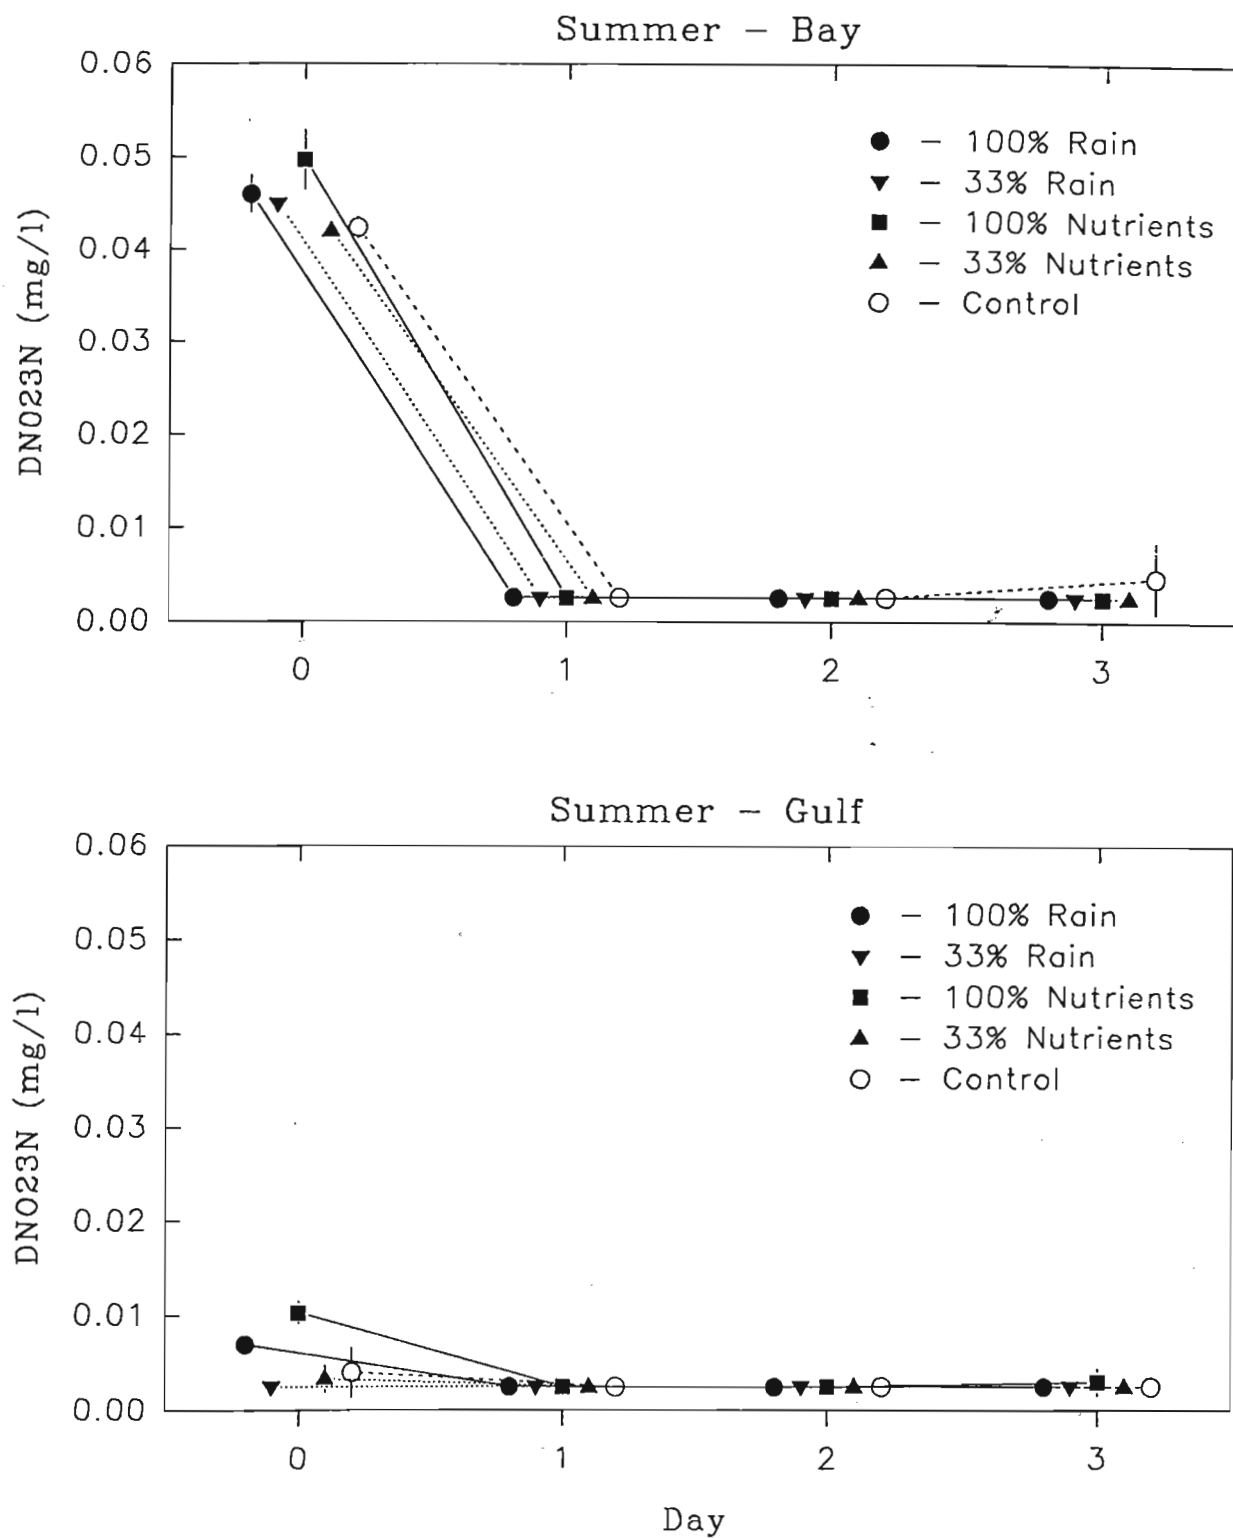 Summer – Bay
0.06
0.05
0.04
0.03
0.02
0.01
0.00
DN023N (mg/l)
– 100% Rain
– 33% Rain
– 100% Nutrients
– 33% Nutrients
– Control
0 1 2 3
Summer – Gulf
0.06
0.05
0.04
0.03
0.02
0.01
0.00
DN023N (mg/l)
– 100% Rain
– 33% Rain
– 100% Nutrients
– 33% Nutrients
– Control
0 1 2 3
Day